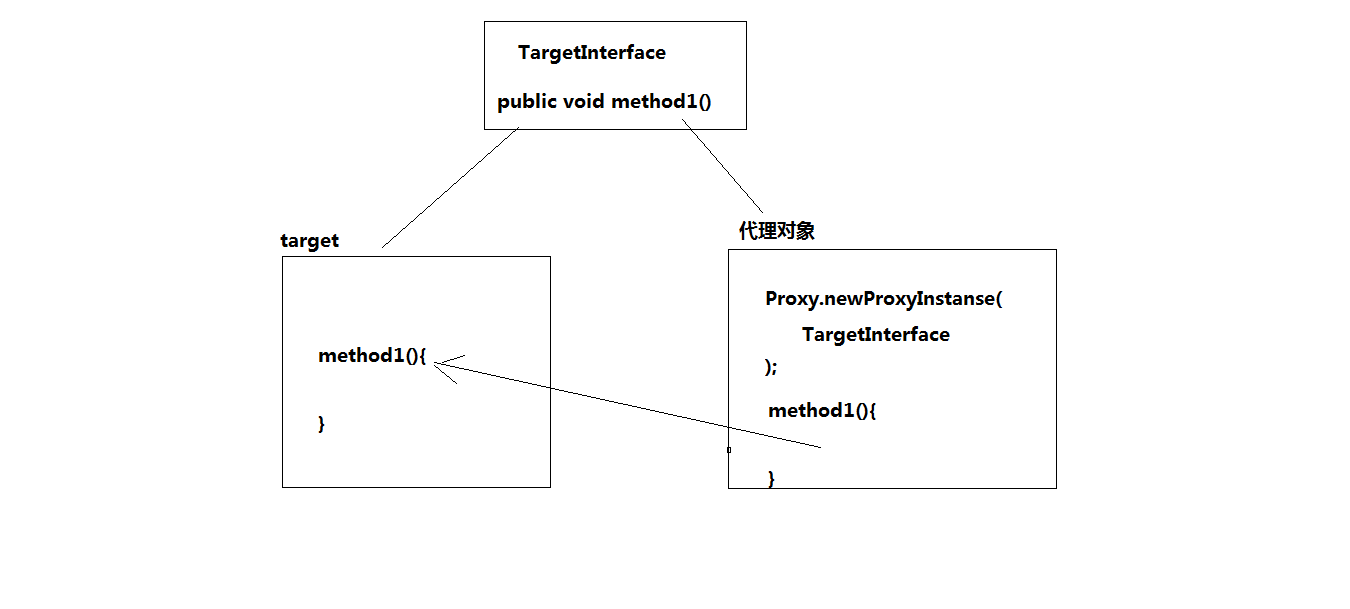 TargetInterface
public void method1()
target
method1(){
}
代理对象
Proxy.newProxyInstanse(
TargetInterface
);
method1(){
}